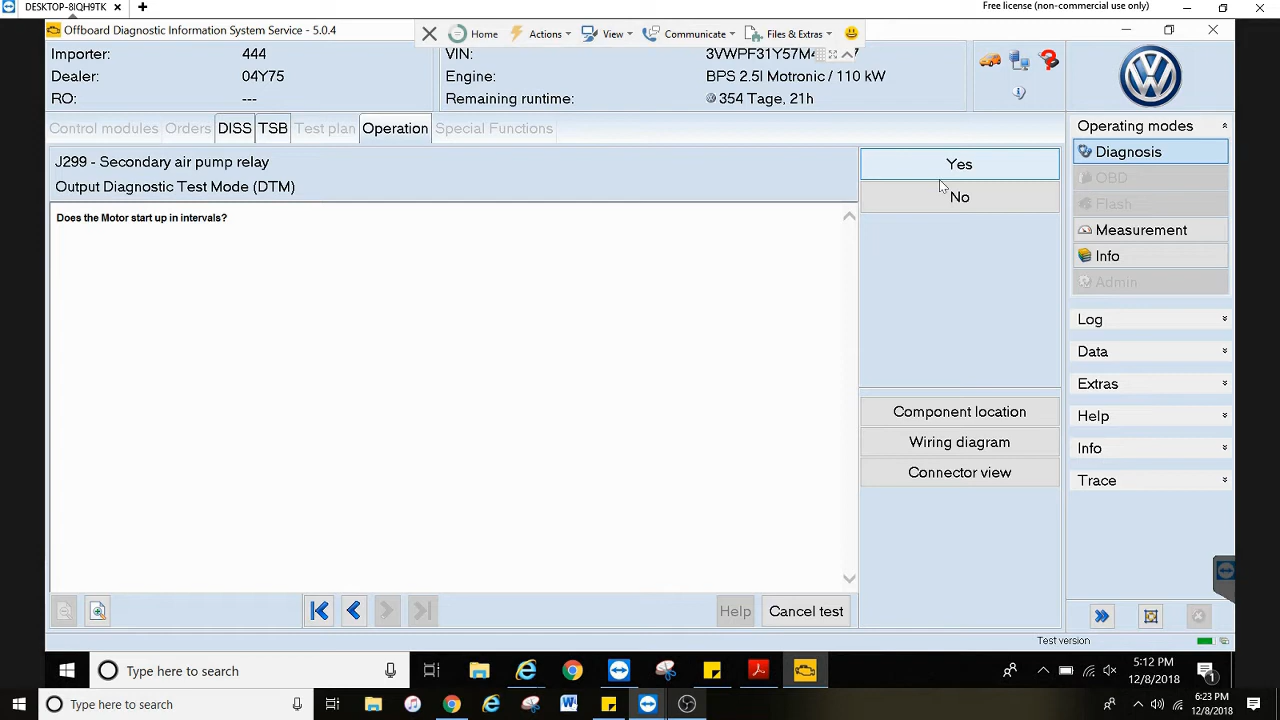 DESKTOP-8IQH9TK
Free license (non-commercial use only)
Offboard Diagnostic Information System Service - 5.0.4
Home
Actions
View
Communicate
Files & Extras
Importer: 444
Dealer: 04Y75
RO: ---
VIN:
Engine: BPS 2.5l Motronic / 110 kW
Remaining runtime: 354 Tage, 21h
Control modules
Orders
DISS
TSB
Test plan
Operation
Special Functions
J299 - Secondary air pump relay
Output Diagnostic Test Mode (DTM)
Does the Motor start up in intervals?
Yes
No
Component location
Wiring diagram
Connector view
Help
Cancel test
Operating modes
Diagnosis
OBD
Flash
Measurement
Info
Admin
Log
Data
Extras
Help
Info
Trace
Test version
Type here to search
5:12 PM
12/8/2018
1
Type here to search
6:23 PM
12/8/2018